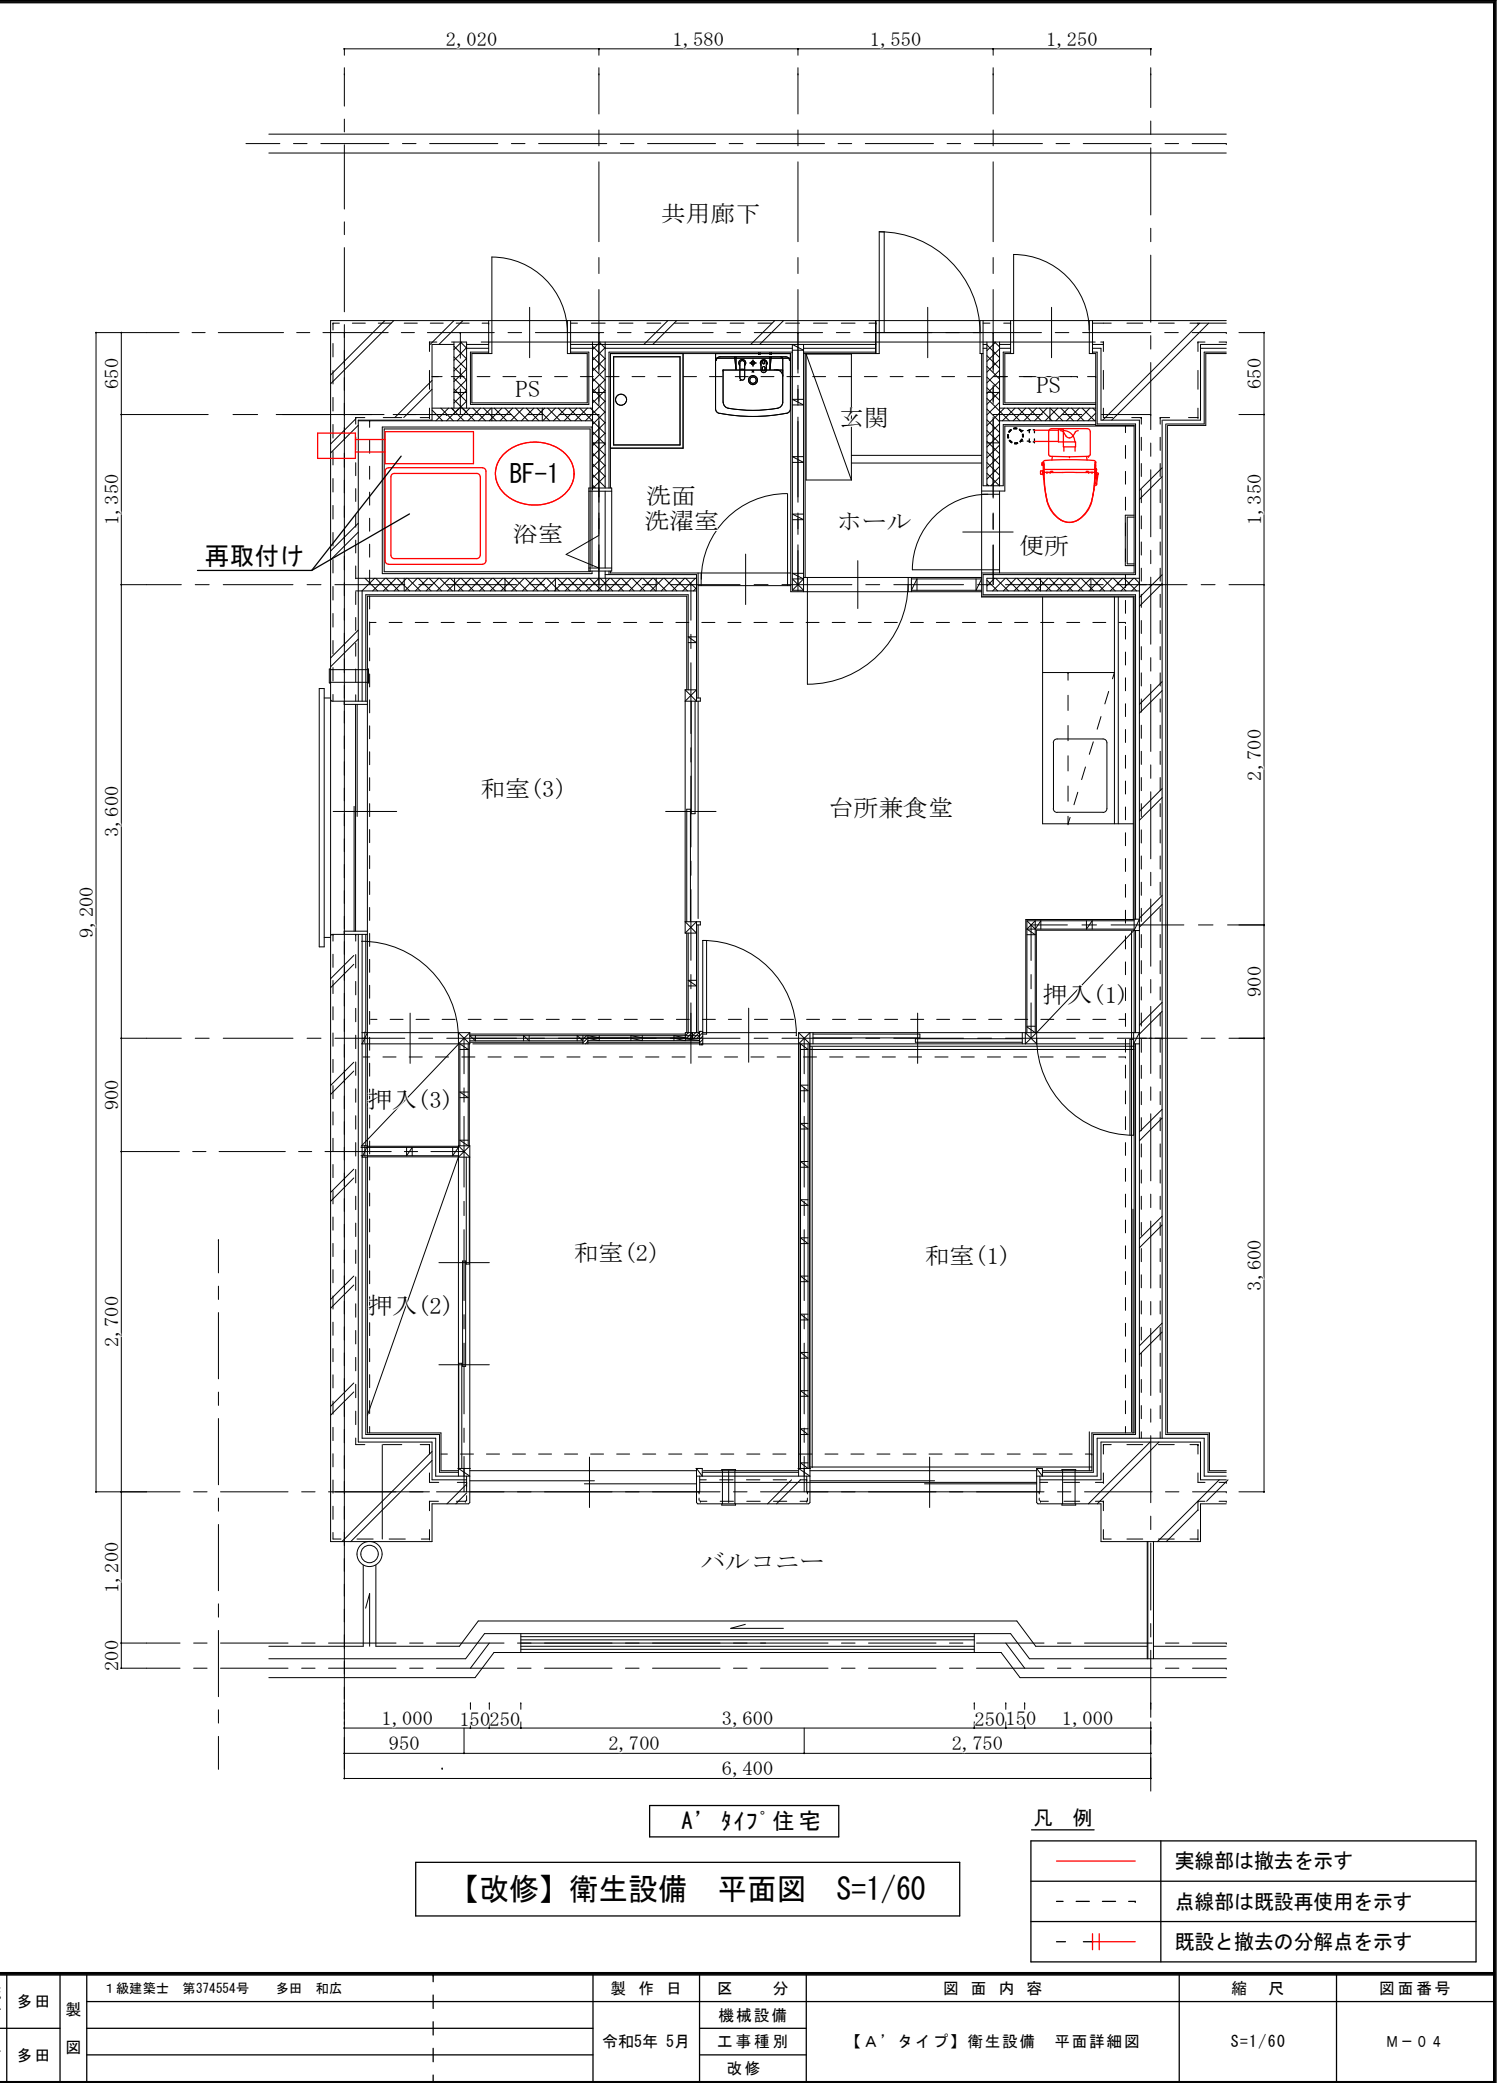 2,020
1,580
1,550
1,250
共用廊下
650
PS
PS
650
玄関
1,350
BF-1
洗面
洗濯室
ホール
1,350
浴室
便所
再取付け
和室(3)
台所兼食堂
2,700
3,600
9,200
押入(1)
900
押入(3)
900
和室(2)
和室(1)
3,600
押入(2)
2,700
バルコニー
1,200
200
1,000
150
250
3,600
250
150
1,000
950
2,700
2,750
6,400
A' ﾀｲﾌﾟ住宅
【改修】衛生設備 平面図 S=1/60
凡 例
実線部は撤去を示す
点線部は既設再使用を示す
既設と撤去の分解点を示す
多田
多田
製
図
1級建築士 第374554号 多田 和広
製 作 日
令和5年 5月
区 分
機械設備
工事種別
改修
図 面 内 容
【A' タイプ】衛生設備 平面詳細図
縮 尺
S=1/60
図面番号
M-04